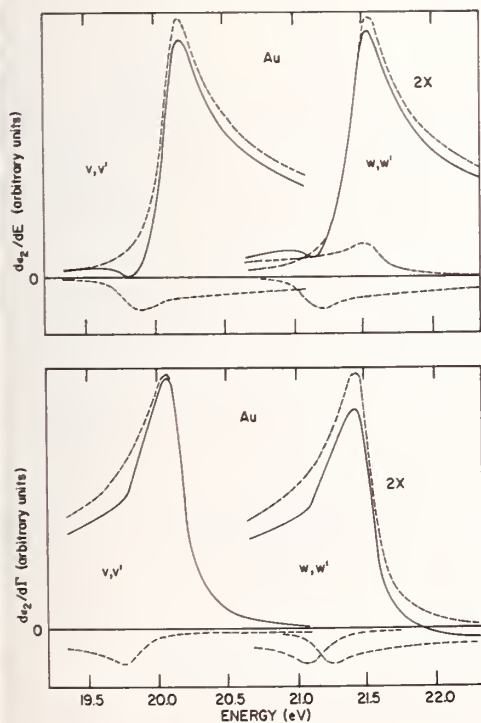 Au
2X
v, v'
w, w'
dε₂/dE (arbitrary units)
0
Au
2X
v, v'
w, w'
dε₂/dΓ (arbitrary units)
0
19.5 20.0 20.5 21.0 21.5 22.0
ENERGY (eV)